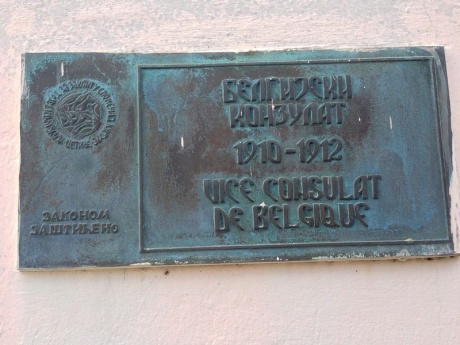 ЗАКОНОМ
ЗАШТИЋЕНО
БЕЛГИЈСКИ
КОНЗУЛАТ
1910-1912
VICE CONSULAT
DE BELGIQUE